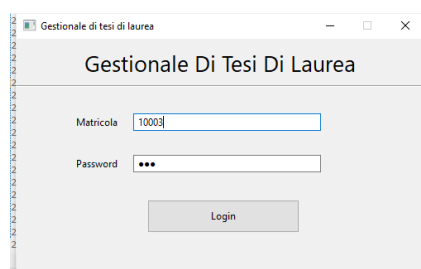 Gestionale di tesi di laurea
Gestionale Di Tesi Di Laurea
Matricola 10003
Password •••
Login